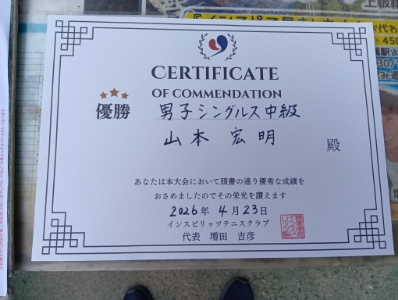 CERTIFICATE
OF COMMENDATION
優勝 男子シングルス中級
山本 宏明 殿
あなたは本大会において頭書の通り優秀な成績を
おさめましたのでその栄光を讃えます
2026年 4月23日
インスピリッツテニスクラブ
代表 増田 吉彦